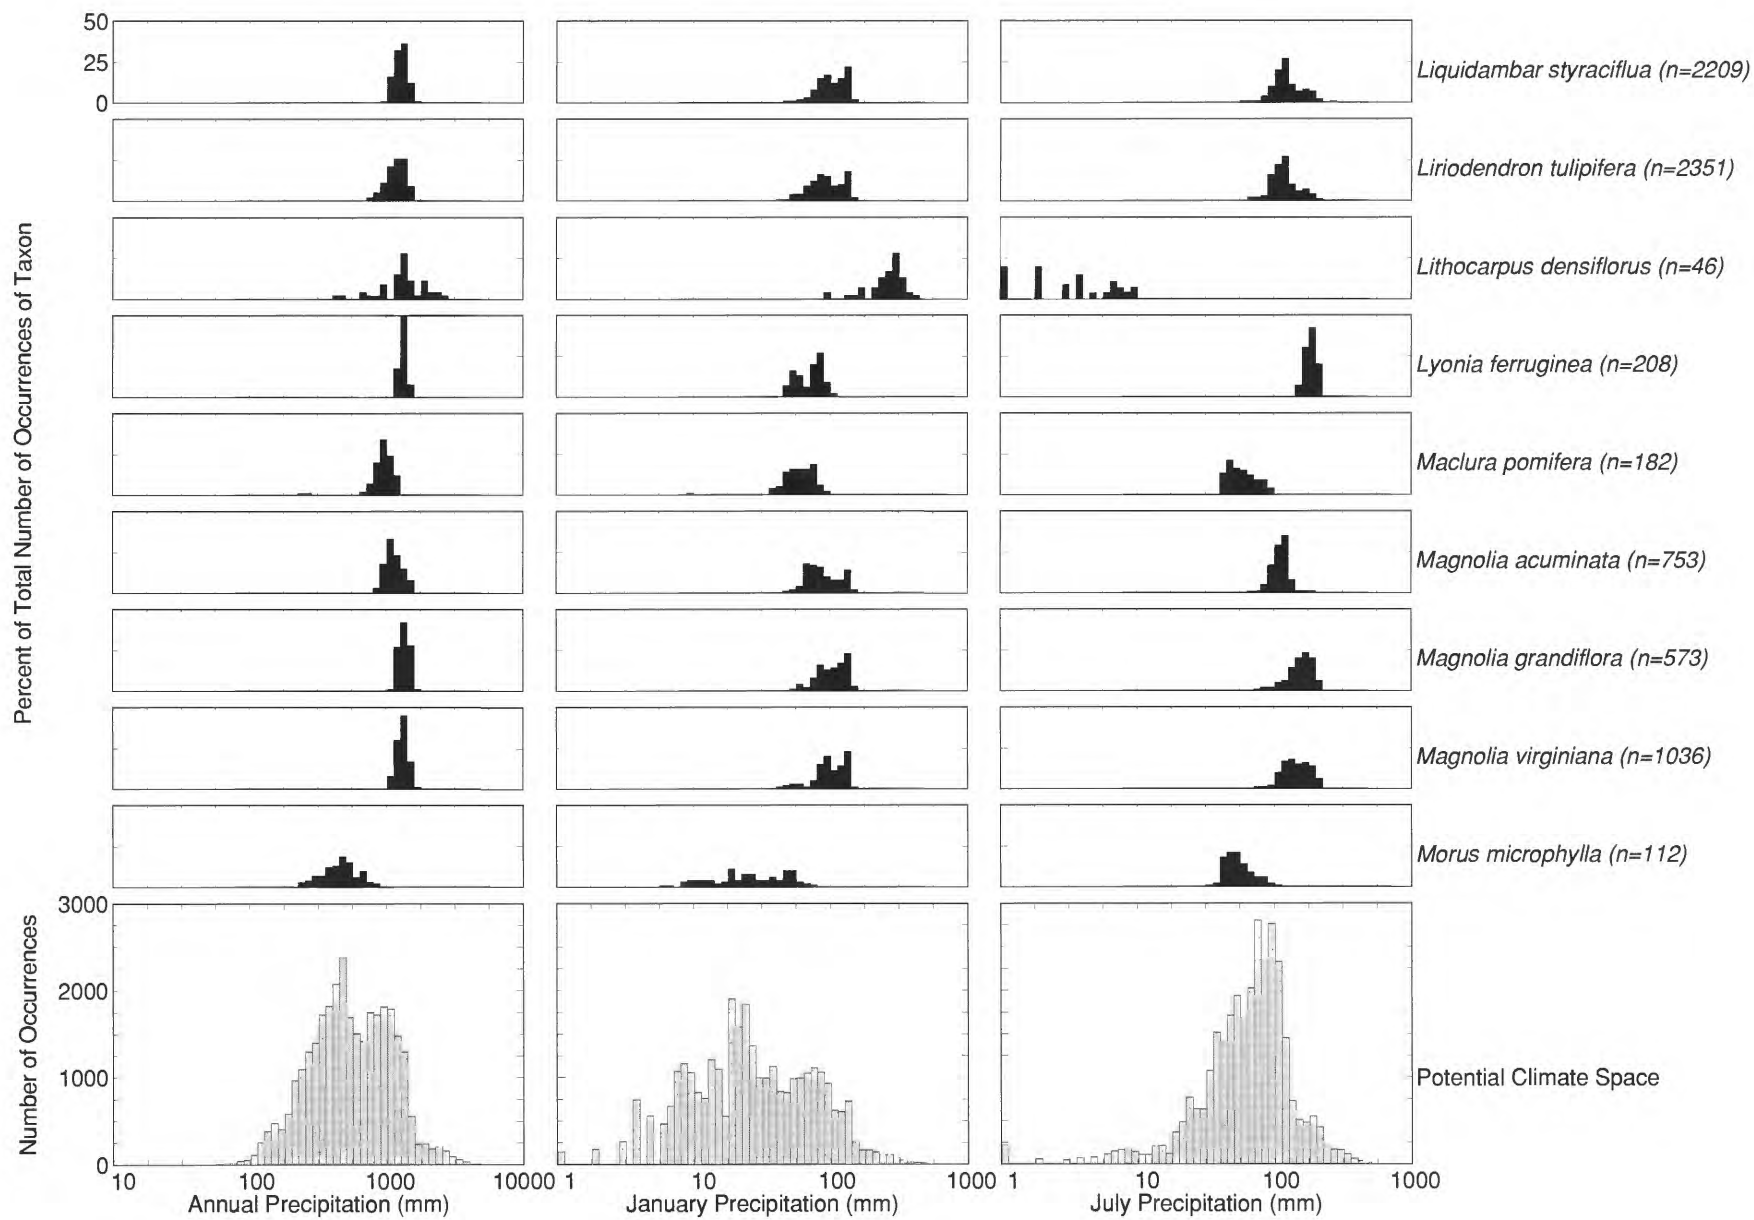 50
25
0
Liquidambar styraciflua (n=2209)
Liriodendron tulipifera (n=2351)
Lithocarpus densiflorus (n=46)
Lyonia ferruginea (n=208)
Maclura pomifera (n=182)
Magnolia acuminata (n=753)
Magnolia grandiflora (n=573)
Magnolia virginiana (n=1036)
Morus microphylla (n=112)
Percent of Total Number of Occurrences of Taxon
3000
2000
1000
0
Number of Occurrences
Potential Climate Space
10 100 1000 10000 1 10 100 1000 1 10 100 1000
Annual Precipitation (mm) January Precipitation (mm) July Precipitation (mm)